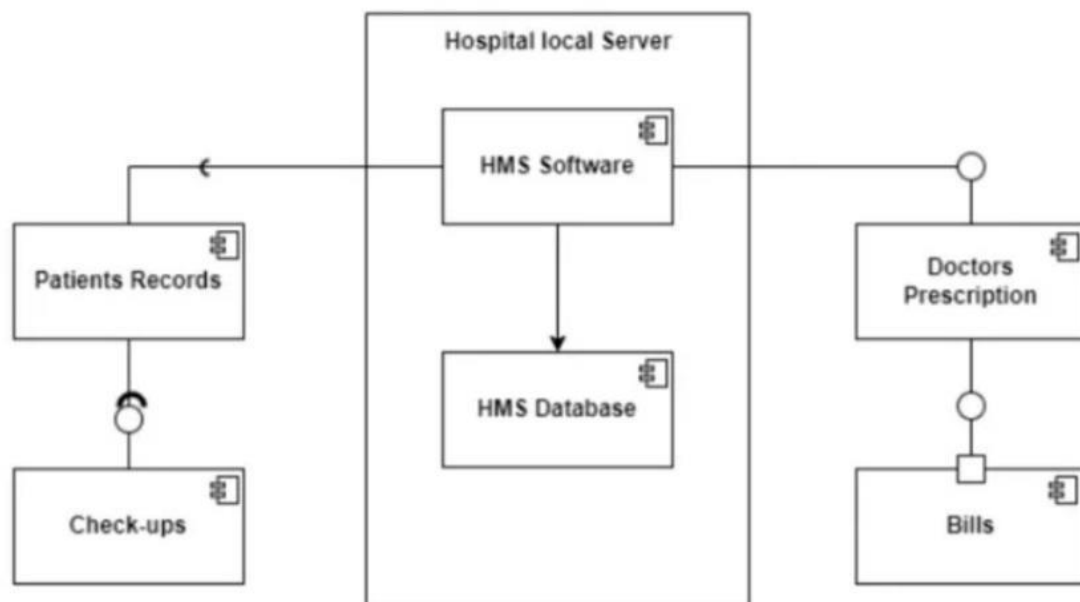 Hospital local Server
HMS Software
Patients Records
Doctors
Prescription
HMS Database
Check-ups
Bills